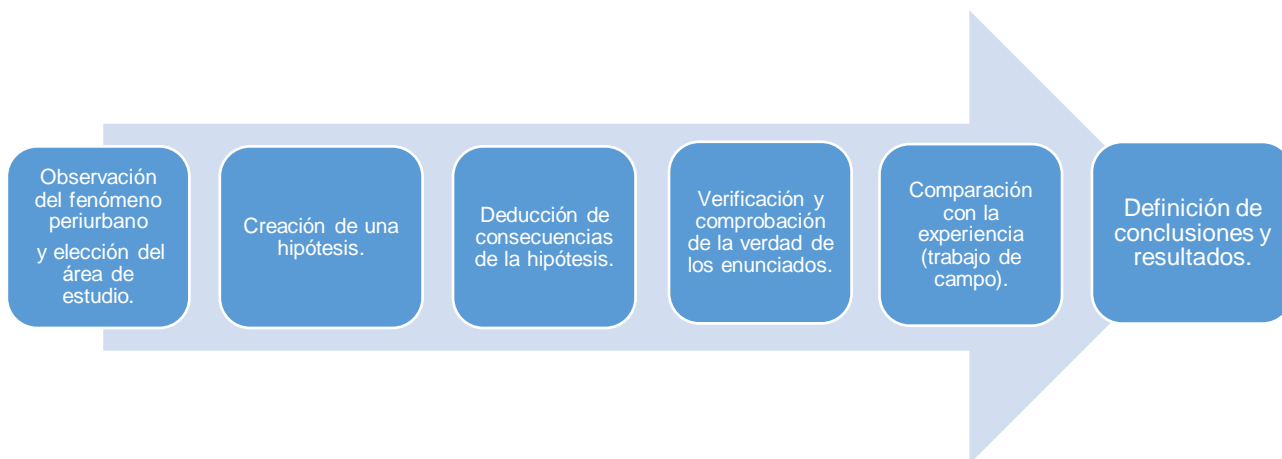 Observación
del fenómeno
periurbano
y elección del
área de
estudio.
Creación de una
hipótesis.
Deducción de
consecuencias
de la hipótesis.
Verificación y
comprobación
de la verdad de
los enunciados.
Comparación
con la
experiencia
(trabajo de
campo).
Definición de
conclusiones y
resultados.